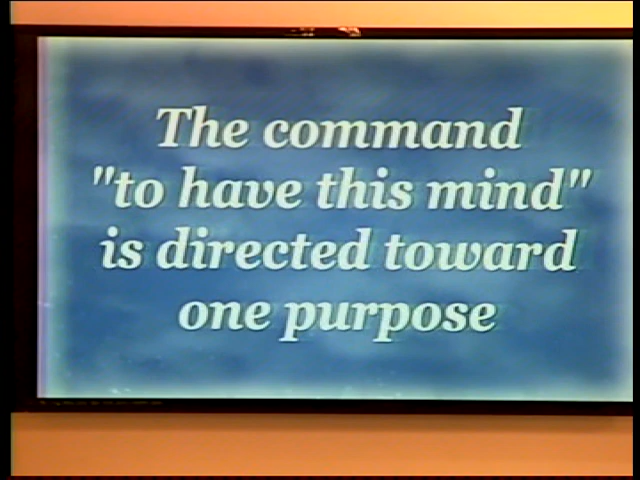 The command
"to have this mind"
is directed toward
one purpose